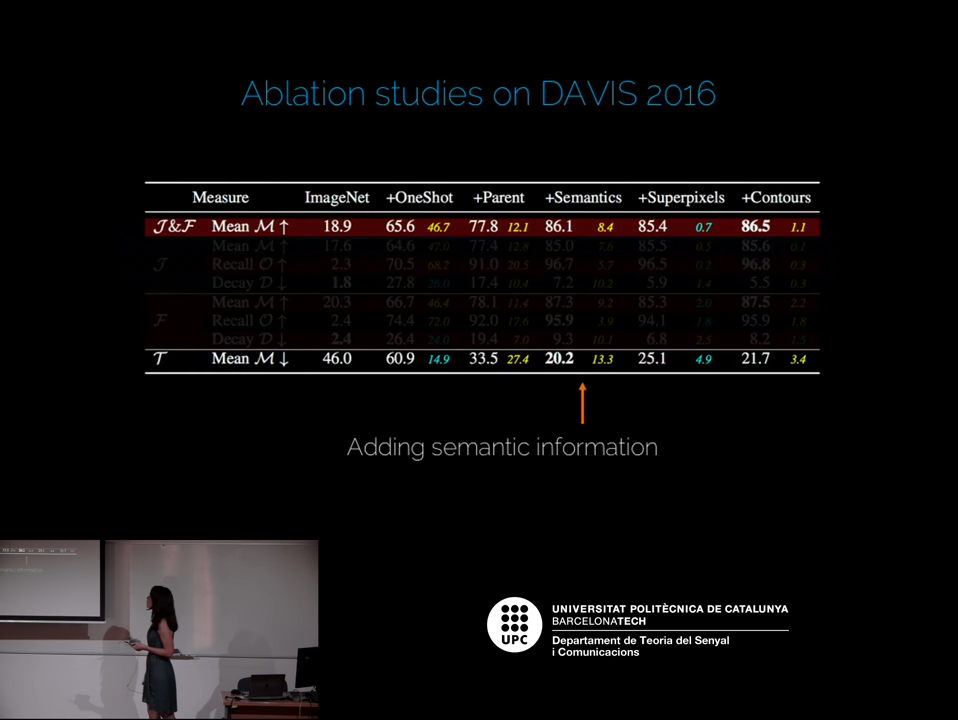 Ablation studies on DAVIS 2016
Measure ImageNet +OneShot +Parent +Semantics +Superpixels +Contours
J&F Mean M ↑ 18.9 65.6 46.7 77.8 12.1 86.1 8.4 85.4 0.7 86.5 1.1
Mean M ↑ 17.6 64.6 47.0 77.4 12.8 85.0 7.6 85.5 0.5 85.6 0.1
J Recall O ↑ 2.3 70.5 68.2 91.0 20.5 96.7 5.7 96.5 0.2 96.8 0.3
Decay D ↓ 1.8 27.8 26.0 17.4 10.4 7.2 10.2 5.9 1.4 5.5 0.3
Mean M ↑ 20.3 66.7 46.4 78.1 11.4 87.3 9.2 85.3 2.0 87.5 2.2
F Recall O ↑ 2.4 74.4 72.0 92.0 17.6 95.9 3.9 94.1 1.8 95.9 1.8
Decay D ↓ 2.4 26.4 24.0 19.4 7.0 9.3 10.1 6.8 2.5 8.2 1.5
T Mean M ↓ 46.0 60.9 14.9 33.5 27.4 20.2 13.3 25.1 4.9 21.7 3.4
Adding semantic information
UPC
UNIVERSITAT POLITÈCNICA DE CATALUNYA
BARCELONATECH
Departament de Teoria del Senyal
i Comunicacions